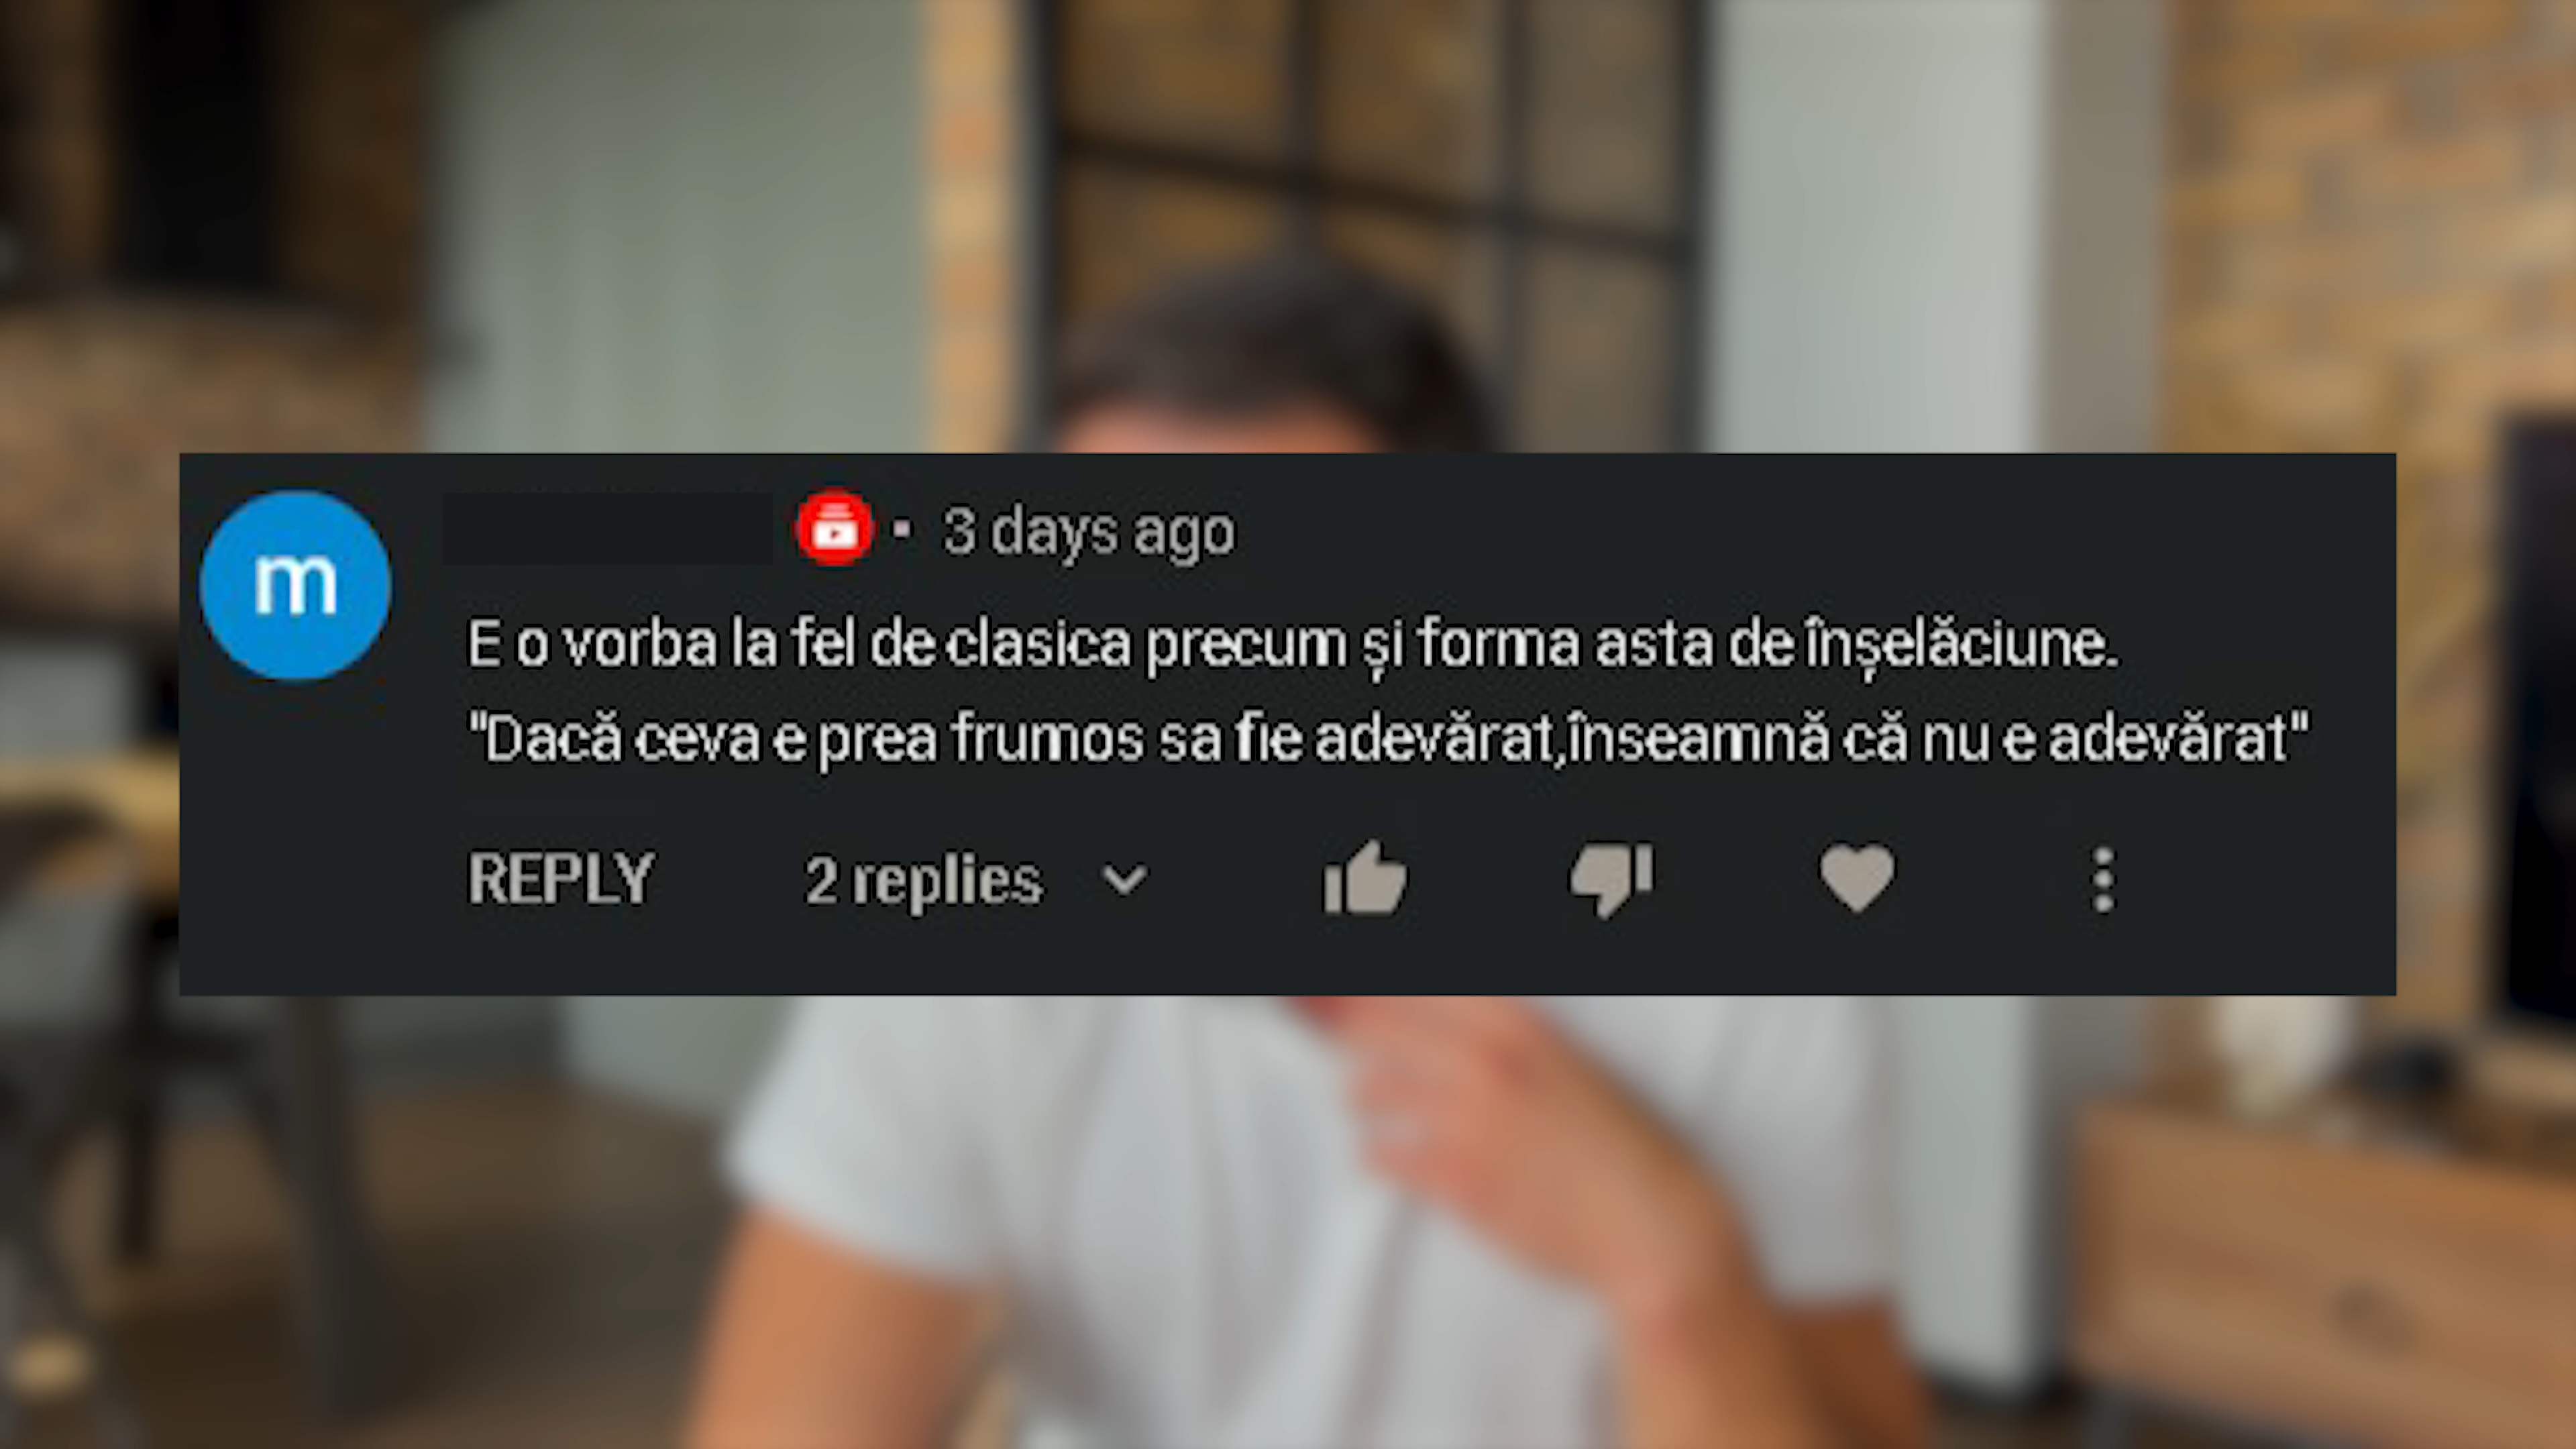 m
3 days ago
E o vorba la fel de clasica precum și forma asta de înșelăciune.
"Dacă ceva e prea frumos sa fie adevărat,înseamnă că nu e adevărat"
REPLY 2 replies